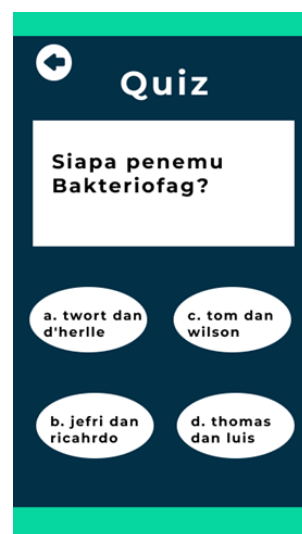 Quiz
Siapa penemu
Bakteriofag?
a. twort dan
d'herlle
c. tom dan
wilson
b. jefri dan
ricahrdo
d. thomas
dan luis